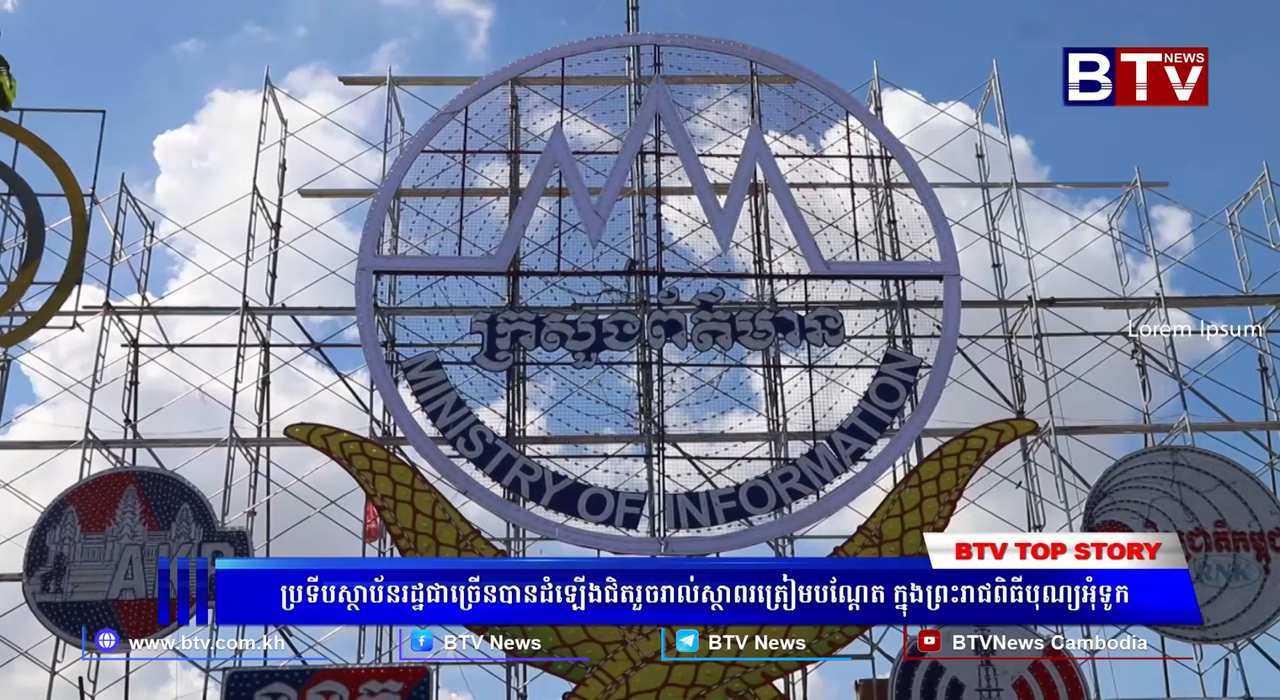 BTV NEWS
Lorem Ipsum
ក្រសួងព័ត៌មាន
MINISTRY OF INFORMATION
AKP
RNK
BTV TOP STORY
ប្រទីបស្ថាប័នរដ្ឋជាច្រើនបានដំឡើងជិតរួចរាល់ស្ថាពរត្រៀមបណ្តែត ក្នុងព្រះរាជពិធីបុណ្យអុំទូក
www.btv.com.kh
BTV News
BTV News
BTVNews Cambodia